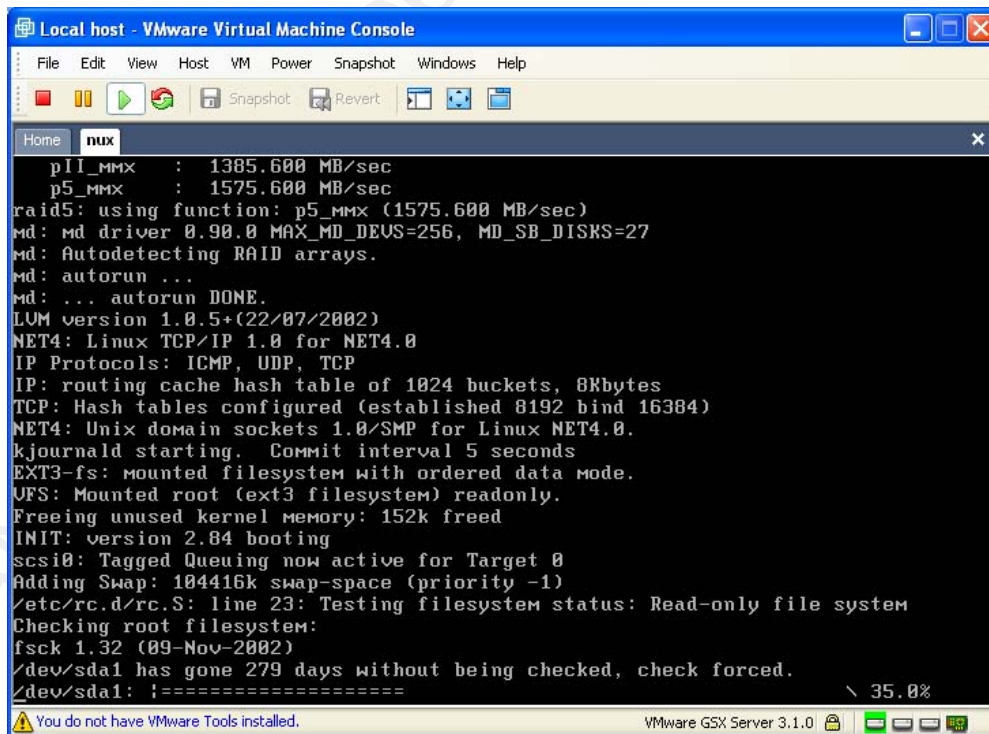 Local host - VMware Virtual Machine Console
File Edit View Host VM Power Snapshot Windows Help
Snapshot Revert
Home nux
pII_mmx : 1385.600 MB/sec
p5_mmx : 1575.600 MB/sec
raid5: using function: p5_mmx (1575.600 MB/sec)
md: md driver 0.90.0 MAX_MD_DEVS=256, MD_SB_DISKS=27
md: Autodetecting RAID arrays.
md: autorun ...
md: ... autorun DONE.
LVM version 1.0.5+(22/07/2002)
NET4: Linux TCP/IP 1.0 for NET4.0
IP Protocols: ICMP, UDP, TCP
IP: routing cache hash table of 1024 buckets, 8Kbytes
TCP: Hash tables configured (established 8192 bind 16384)
NET4: Unix domain sockets 1.0/SMP for Linux NET4.0.
kjournald starting.  Commit interval 5 seconds
EXT3-fs: mounted filesystem with ordered data mode.
VFS: Mounted root (ext3 filesystem) readonly.
Freeing unused kernel memory: 152k freed
INIT: version 2.84 booting
scsi0: Tagged Queuing now active for Target 0
Adding Swap: 104416k swap-space (priority -1)
/etc/rc.d/rc.S: line 23: Testing filesystem status: Read-only file system
Checking root filesystem:
fsck 1.32 (09-Nov-2002)
/dev/sda1 has gone 279 days without being checked, check forced.
/dev/sda1: |==================== \ 35.0%
You do not have VMware Tools installed. VMware GSX Server 3.1.0